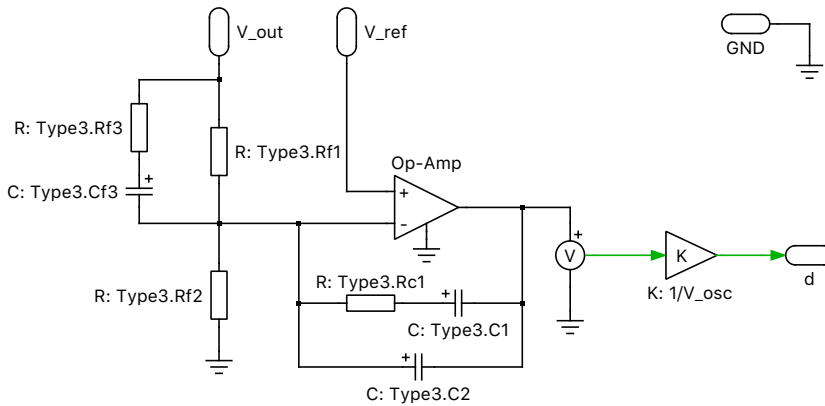 V_out
V_ref
GND
R: Type3.Rf3
R: Type3.Rf1
Op-Amp
+
+
C: Type3.Cf3
-
+
V
K
R: Type3.Rf2
R: Type3.Rc1
K: 1/V_osc
d
+
C: Type3.C1
+
C: Type3.C2